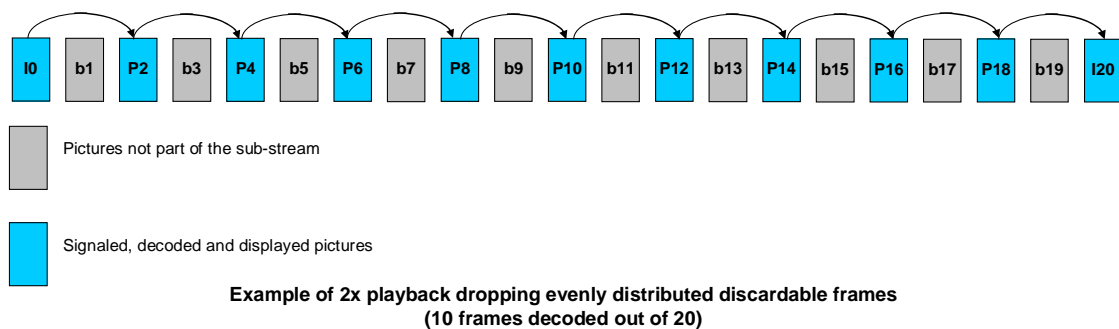 I0 b1 P2 b3 P4 b5 P6 b7 P8 b9 P10 b11 P12 b13 P14 b15 P16 b17 P18 b19 I20
Pictures not part of the sub-stream
Signaled, decoded and displayed pictures
Example of 2x playback dropping evenly distributed discardable frames
(10 frames decoded out of 20)